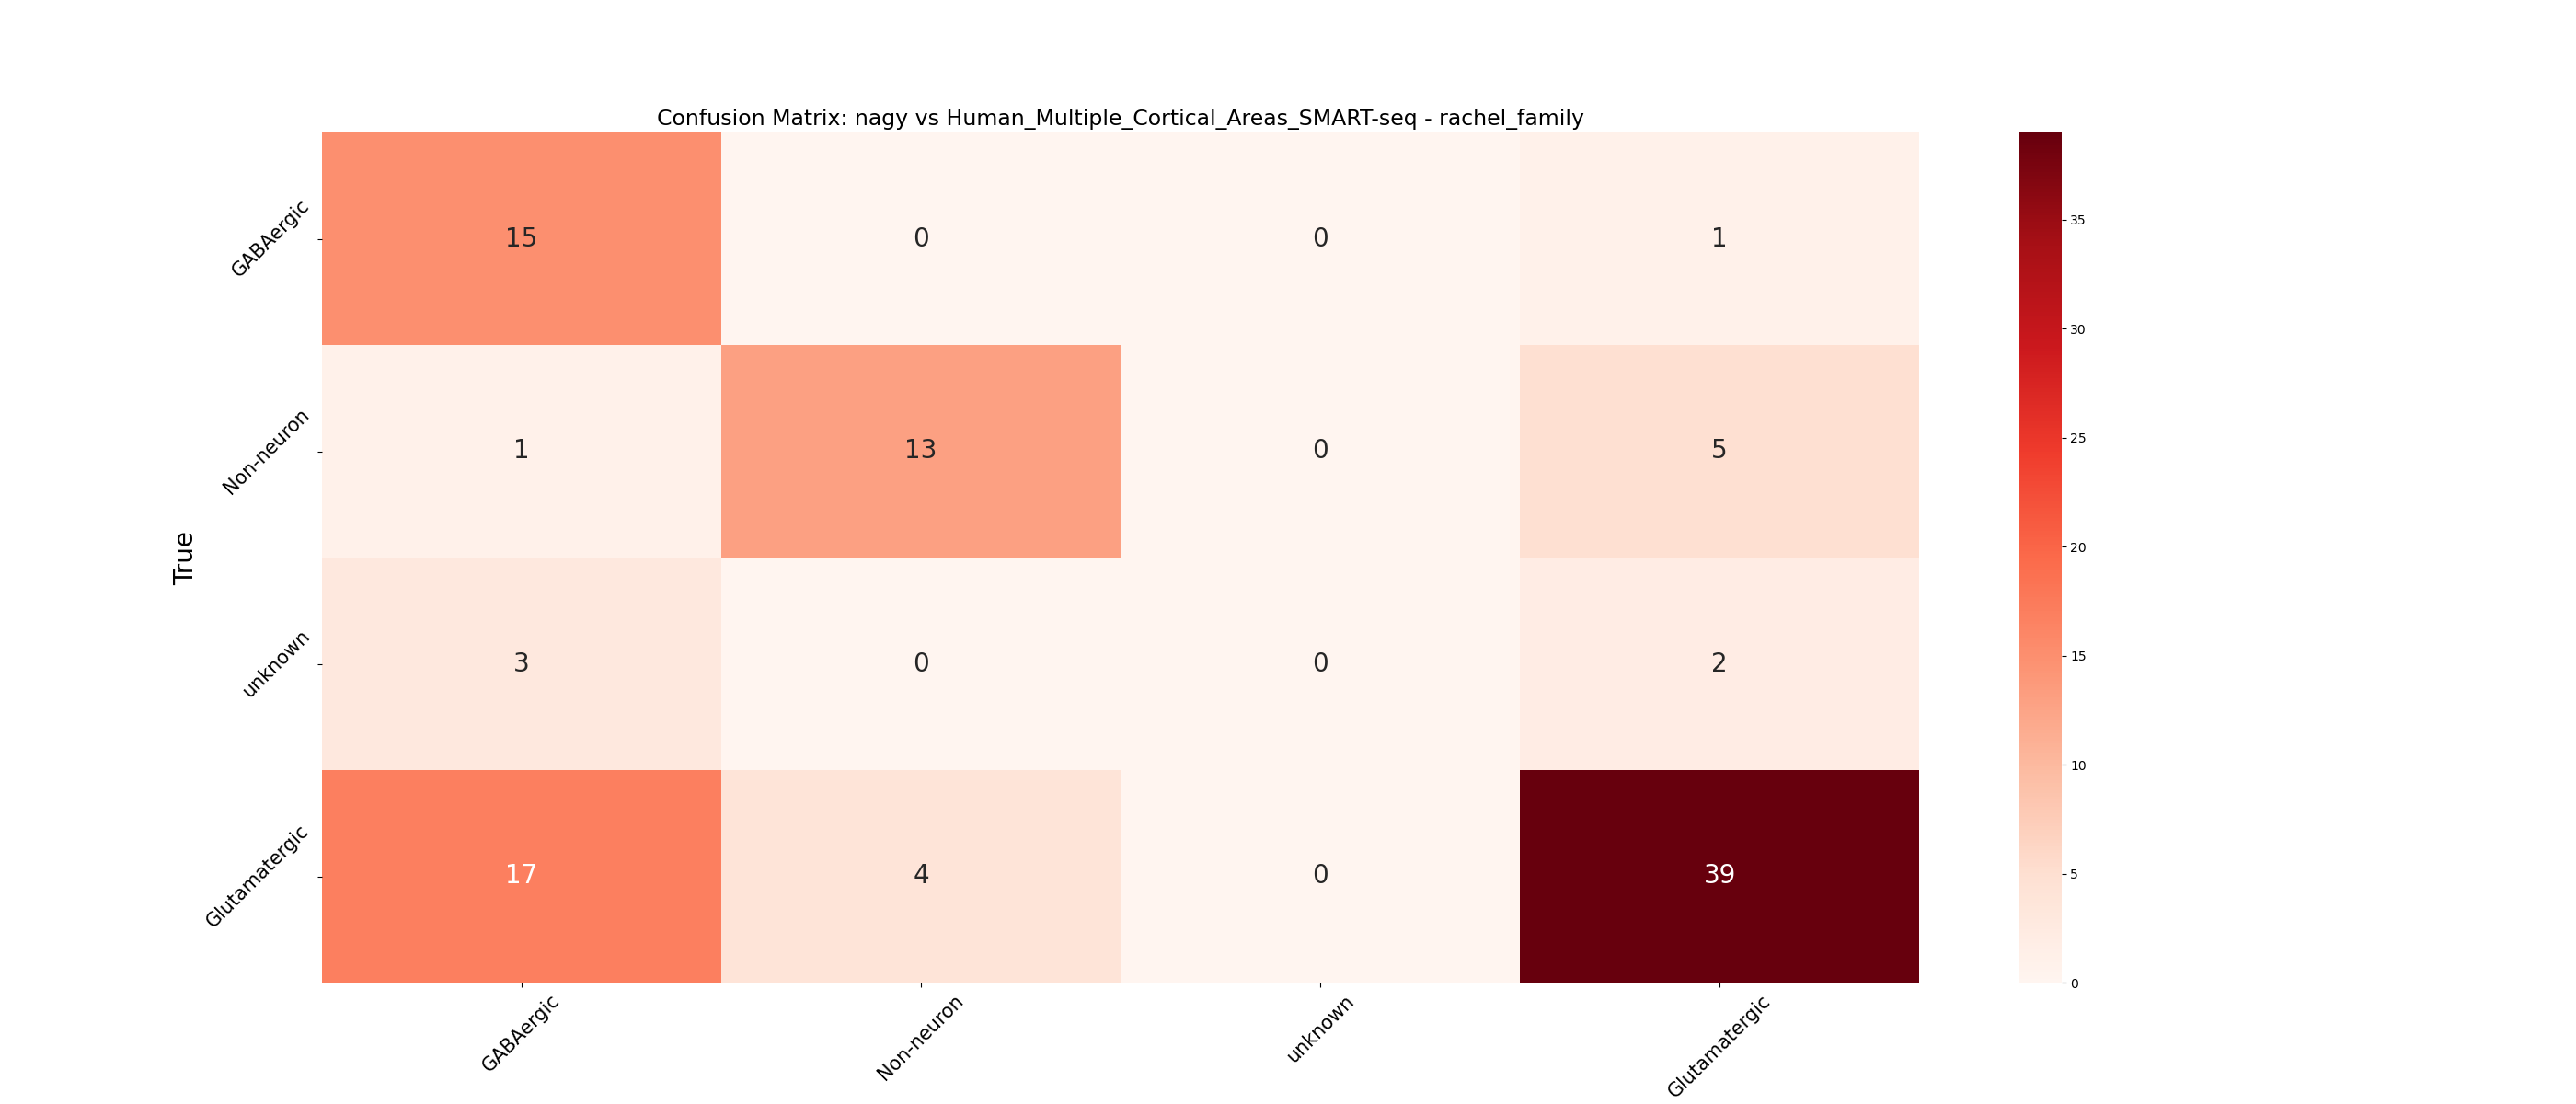 Confusion Matrix: nagy vs Human_Multiple_Cortical_Areas_SMART-seq - rachel_family
True
GABAergic 15 0 0 1
Non-neuron 1 13 0 5
unknown 3 0 0 2
Glutamatergic 17 4 0 39
GABAergic Non-neuron unknown Glutamatergic
35
30
25
20
15
10
5
0